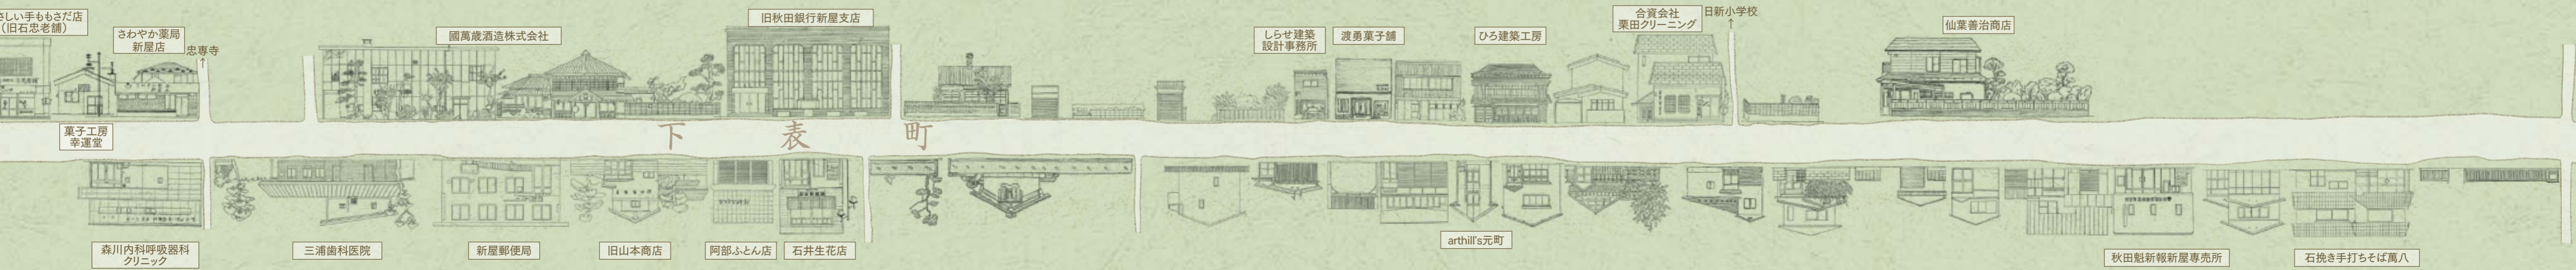 さしい手ももさだ店
（旧石忠老舗）
さわやか薬局
新屋店
忠専寺
↑
國萬歳酒造株式会社
旧秋田銀行新屋支店
しらせ建築
設計事務所
渡勇菓子舗
ひろ建築工房
合資会社
栗田クリーニング
日新小学校
↑
仙葉善治商店
菓子工房
幸運堂
下表町
森川内科呼吸器科
クリニック
三浦歯科医院
新屋郵便局
旧山本商店
阿部ふとん店
石井生花店
arthill's元町
秋田魁新報新屋専売所
石挽き手打ちそば萬八